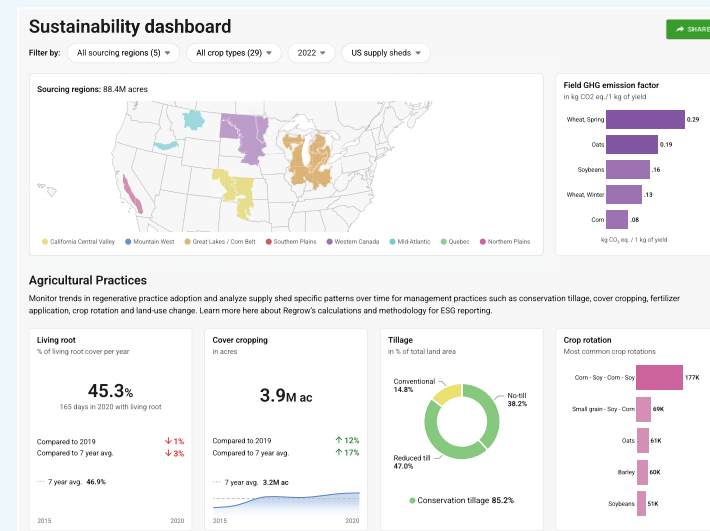 Sustainability dashboard
SHARE
Filter by: All sourcing regions (5) All crop types (29) 2022 US supply sheds
Sourcing regions: 88.4M acres
California Central Valley Mountain West Great Lakes / Corn Belt Southern Plains Western Canada Mid-Atlantic Quebec Northern Plains
Field GHG emission factor
in kg CO2 eq./1 kg of yield
Wheat, Spring 0.29
Oats 0.19
Soybeans .16
Wheat, Winter .13
Corn .08
kg CO₂ eq. / 1 kg of yield
Agricultural Practices
Monitor trends in regenerative practice adoption and analyze supply shed specific patterns over time for management practices such as conservation tillage, cover cropping, fertilizer
application, crop rotation and land-use change. Learn more here about Regrow's calculations and methodology for ESG reporting.
Living root
% of living root cover per year
45.3%
165 days in 2020 with living root
Compared to 2019 ↓ 1%
Compared to 7 year avg. ↓ 3%
7 year avg. 46.9%
2015 2020
Cover cropping
in acres
3.9M ac
Compared to 2019 ↑ 12%
Compared to 7 year avg. ↑ 17%
7 year avg. 3.2M ac
2015 2020
Tillage
in % of total land area
Conventional
14.8%
No-till
38.2%
Reduced till
47.0%
Conservation tillage 85.2%
Crop rotation
Most common crop rotations
Corn - Soy - Corn - Soy 177K
Small grain - Soy - Corn 69K
Oats 61K
Barley 60K
Soybeans 51K